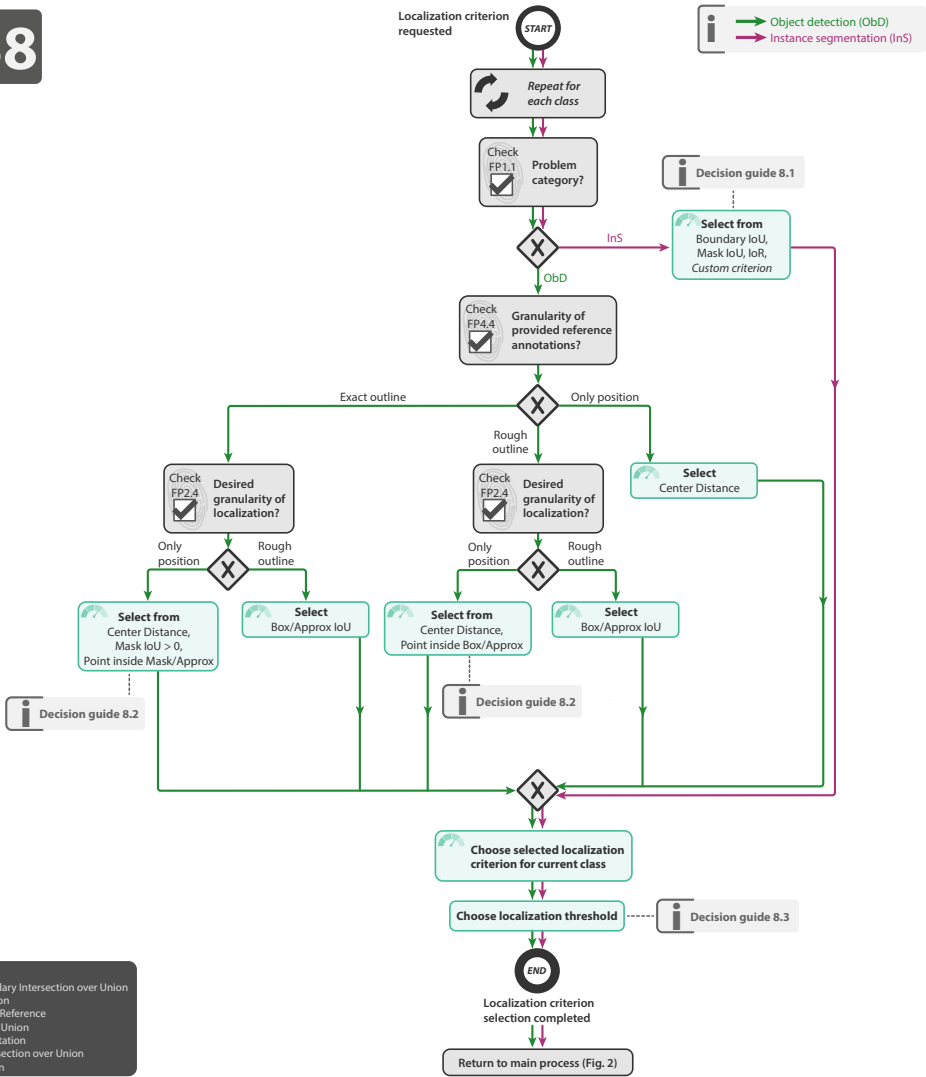 8
Localization criterion
requested
START
Object detection (ObD)
Instance segmentation (InS)
Repeat for
each class
Check
FP1.1
Problem
category?
Decision guide 8.1
InS
Select from
Boundary IoU,
Mask IoU, IoR,
Custom criterion
ObD
Check
FP4.4
Granularity of
provided reference
annotations?
Exact outline
Only position
Rough
outline
Check
FP2.4
Desired
granularity of
localization?
Check
FP2.4
Desired
granularity of
localization?
Select
Center Distance
Only
position
Rough
outline
Only
position
Rough
outline
Select from
Center Distance,
Mask IoU > 0,
Point inside Mask/Approx
Select
Box/Approx IoU
Select from
Center Distance,
Point inside Box/Approx
Select
Box/Approx IoU
Decision guide 8.2
Decision guide 8.2
Choose selected localization
criterion for current class
Choose localization threshold
Decision guide 8.3
END
Localization criterion
selection completed
Return to main process (Fig. 2)
Intersection over Union
Reference
Union
over Union